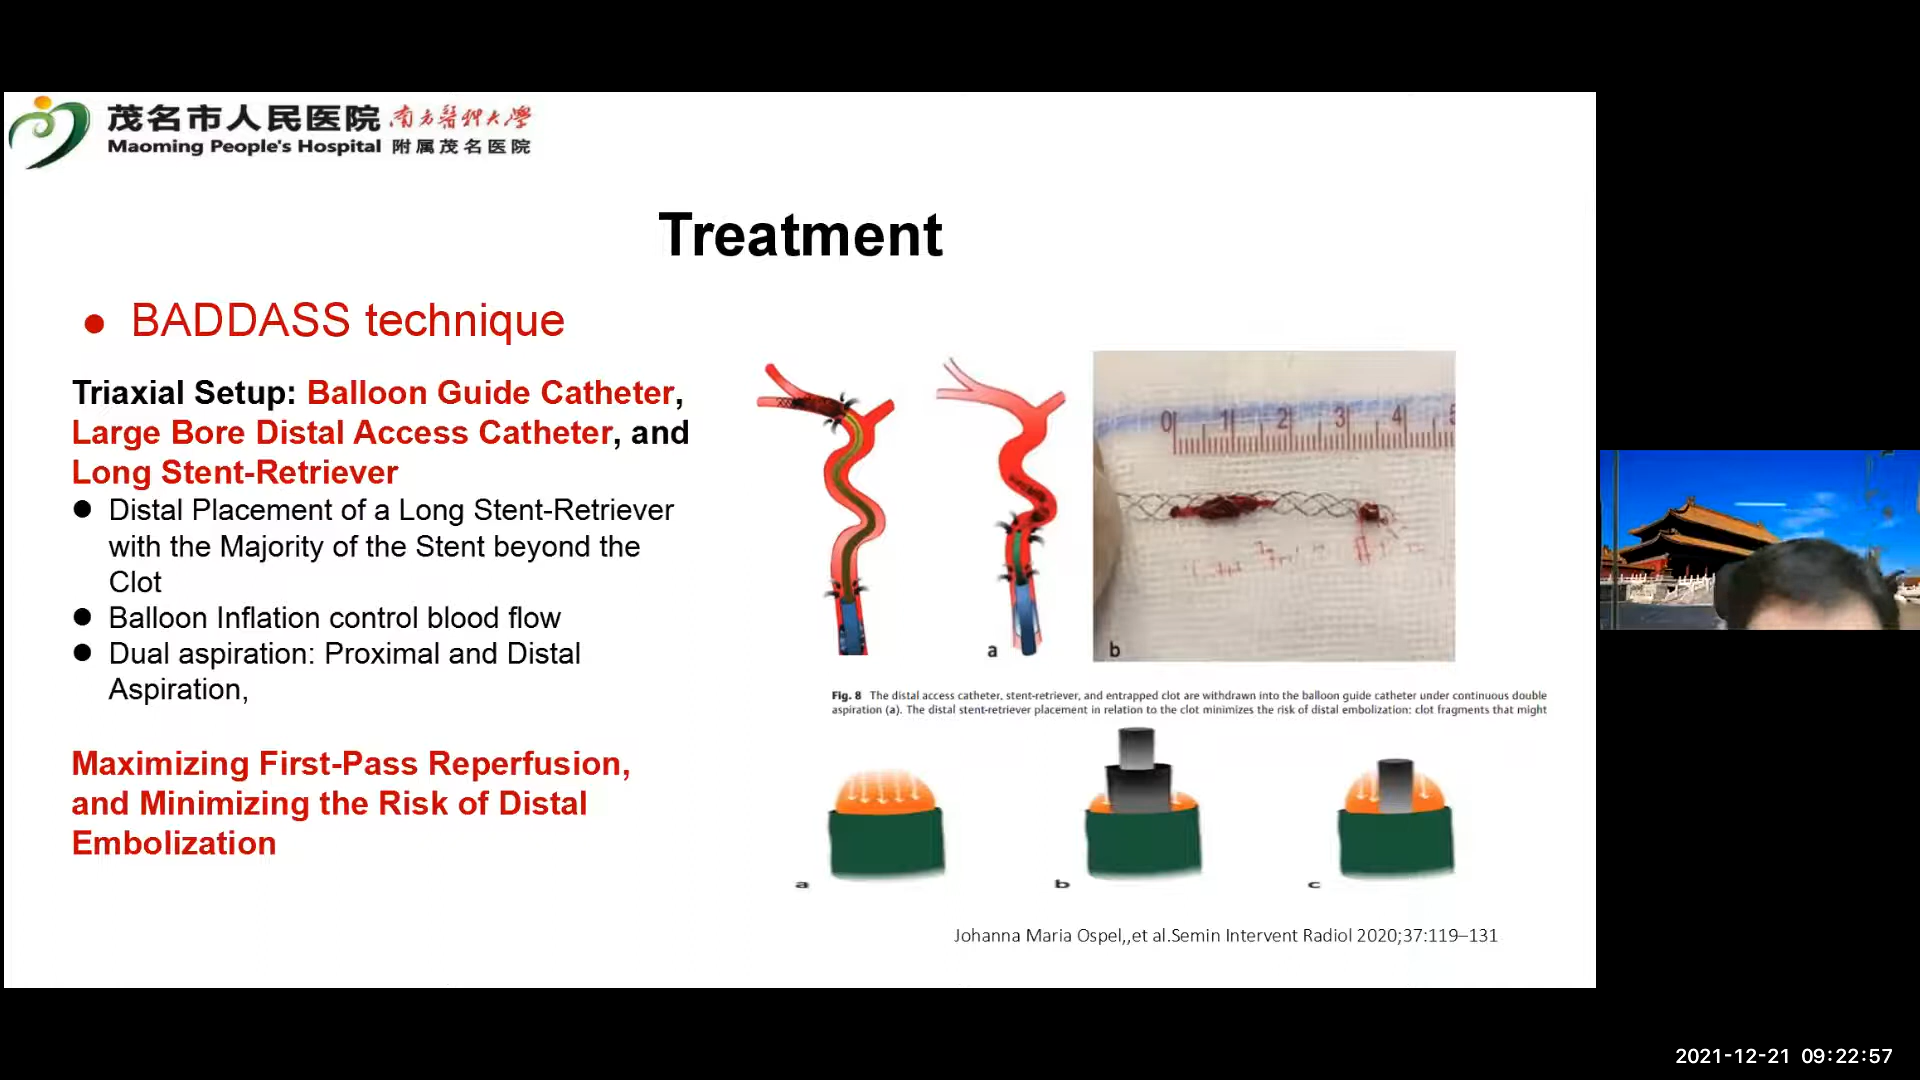 茂名市人民医院 南方医科大学
Maoming People's Hospital 附属茂名医院
Treatment
● BADDASS technique
Triaxial Setup: Balloon Guide Catheter,
Large Bore Distal Access Catheter, and
Long Stent-Retriever
● Distal Placement of a Long Stent-Retriever
with the Majority of the Stent beyond the
Clot
● Balloon Inflation control blood flow
● Dual aspiration: Proximal and Distal
Aspiration,
Maximizing First-Pass Reperfusion,
and Minimizing the Risk of Distal
Embolization
0 1 2 3 4 5
a
b
Fig. 8 The distal access catheter, stent-retriever, and entrapped clot are withdrawn into the balloon guide catheter under continuous double
aspiration (a). The distal stent-retriever placement in relation to the clot minimizes the risk of distal embolization: clot fragments that might
a
b
c
Johanna Maria Ospel,,et al.Semin Intervent Radiol 2020;37:119–131
2021-12-21 09:22:57